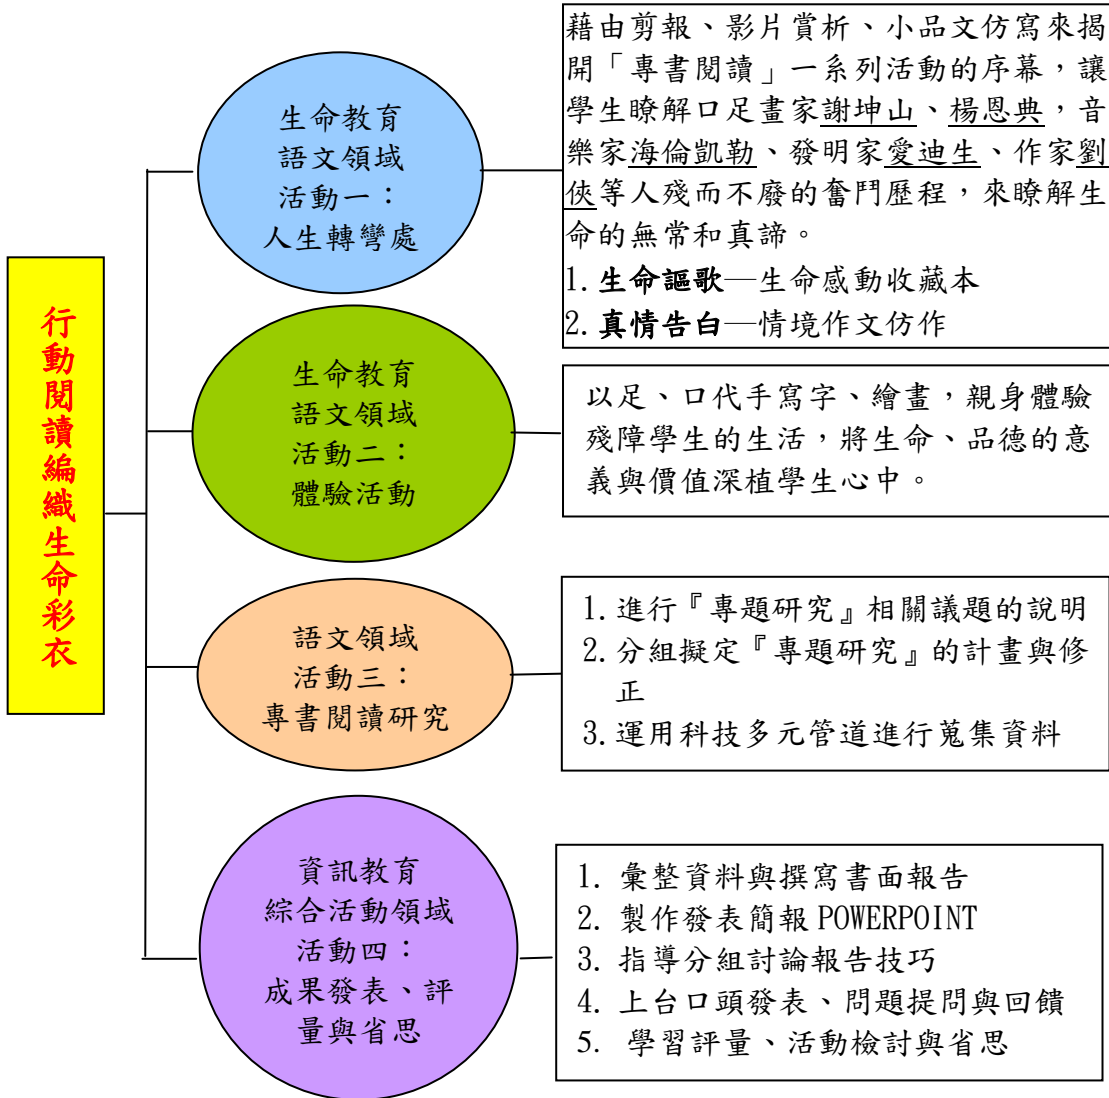 行動閱讀編織生命彩衣
生命教育
語文領域
活動一：
人生轉彎處
藉由剪報、影片賞析、小品文仿寫來揭
開「專書閱讀」一系列活動的序幕，讓
學生瞭解口足畫家謝坤山、楊恩典，音
樂家海倫凱勒、發明家愛迪生、作家劉
俠等人殘而不廢的奮鬥歷程，來瞭解生
命的無常和真諦。
1. 生命謳歌—生命感動收藏本
2. 真情告白—情境作文仿作
生命教育
語文領域
活動二：
體驗活動
以足、口代手寫字、繪畫，親身體驗
殘障學生的生活，將生命、品德的意
義與價值深植學生心中。
語文領域
活動三：
專書閱讀研究
1. 進行『專題研究』相關議題的說明
2. 分組擬定『專題研究』的計畫與修
正
3. 運用科技多元管道進行蒐集資料
資訊教育
綜合活動領域
活動四：
成果發表、評
量與省思
1. 彙整資料與撰寫書面報告
2. 製作發表簡報 POWERPOINT
3. 指導分組討論報告技巧
4. 上台口頭發表、問題提問與回饋
5. 學習評量、活動檢討與省思